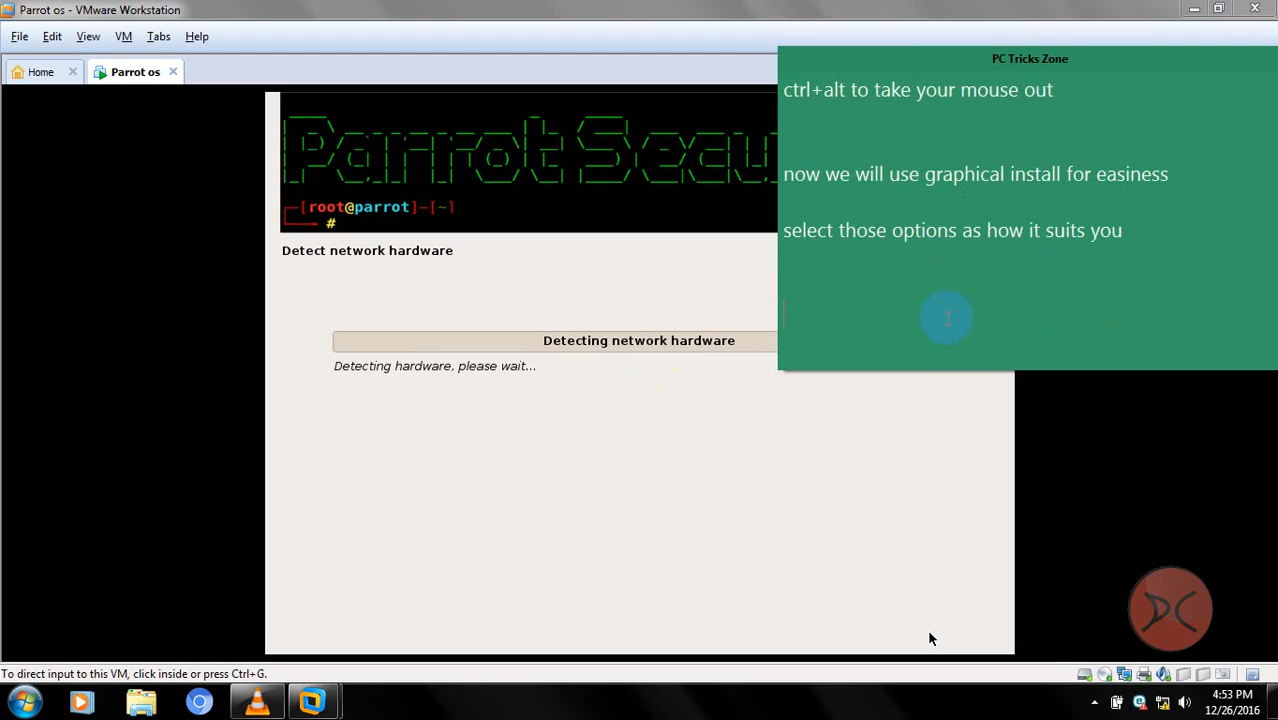 Parrot os - VMware Workstation
File Edit View VM Tabs Help
Home Parrot os
PC Tricks Zone
ctrl+alt to take your mouse out
now we will use graphical install for easiness
select those options as how it suits you
Parrot Secu
[root@parrot]-[~]
#
Detect network hardware
Detecting network hardware
Detecting hardware, please wait...
PC
To direct input to this VM, click inside or press Ctrl+G.
4:53 PM
12/26/2016